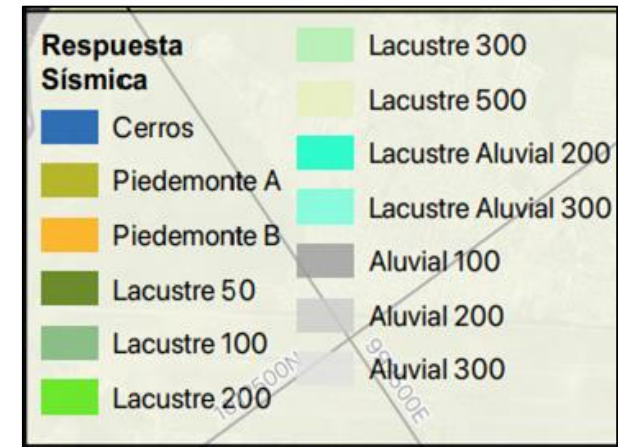 Respuesta
Sísmica
Cerros
Piedemonte A
Piedemonte B
Lacustre 50
Lacustre 100
Lacustre 200
Lacustre 300
Lacustre 500
Lacustre Aluvial 200
Lacustre Aluvial 300
Aluvial 100
Aluvial 200
Aluvial 300